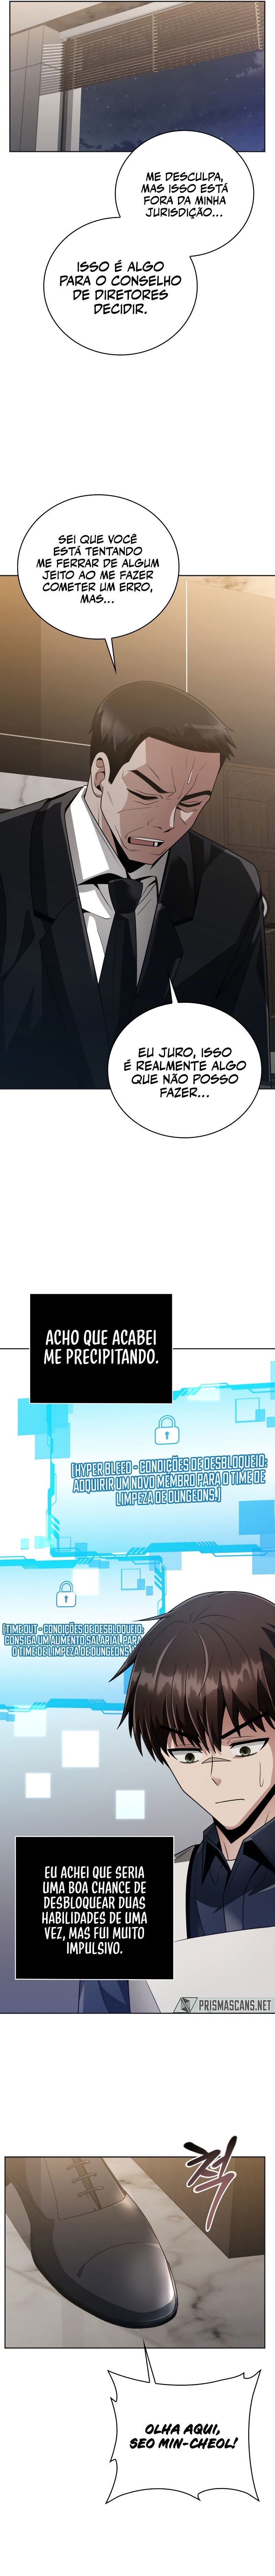 ME DESCULPA,
MAS ISSO ESTÁ
FORA DA MINHA
JURISDIÇÃO...
ISSO É ALGO
PARA O CONSELHO
DE DIRETORES
DECIDIR.
SEI QUE VOCÊ
ESTÁ TENTANDO
ME FERRAR DE ALGUM
JEITO AO ME FAZER
COMETER UM ERRO,
MAS...
EU JURO, ISSO
É REALMENTE ALGO
QUE NÃO POSSO
FAZER...
ACHO QUE ACABEI
ME PRECIPITANDO.
[HYPER BLEED - CONDIÇÕES DE DESBLOQUEIO:
ADQUIRIR UM NOVO MEMBRO PARA O TIME DE
LIMPEZA DE DUNGEONS.]
[TIME OUT - CONDIÇÕES DE DESBLOQUEIO:
CONSIGA UM AUMENTO SALARIAL PARA
O TIME DE LIMPEZA DE DUNGEONS
EU ACHEI QUE SERIA
UMA BOA CHANCE DE
DESBLOQUEAR DUAS
HABILIDADES DE UMA
VEZ, MAS FUI MUITO
IMPULSIVO.
PRISMASCANS.NET
척
OLHA AQUI,
SEO MIN-CHEOL!